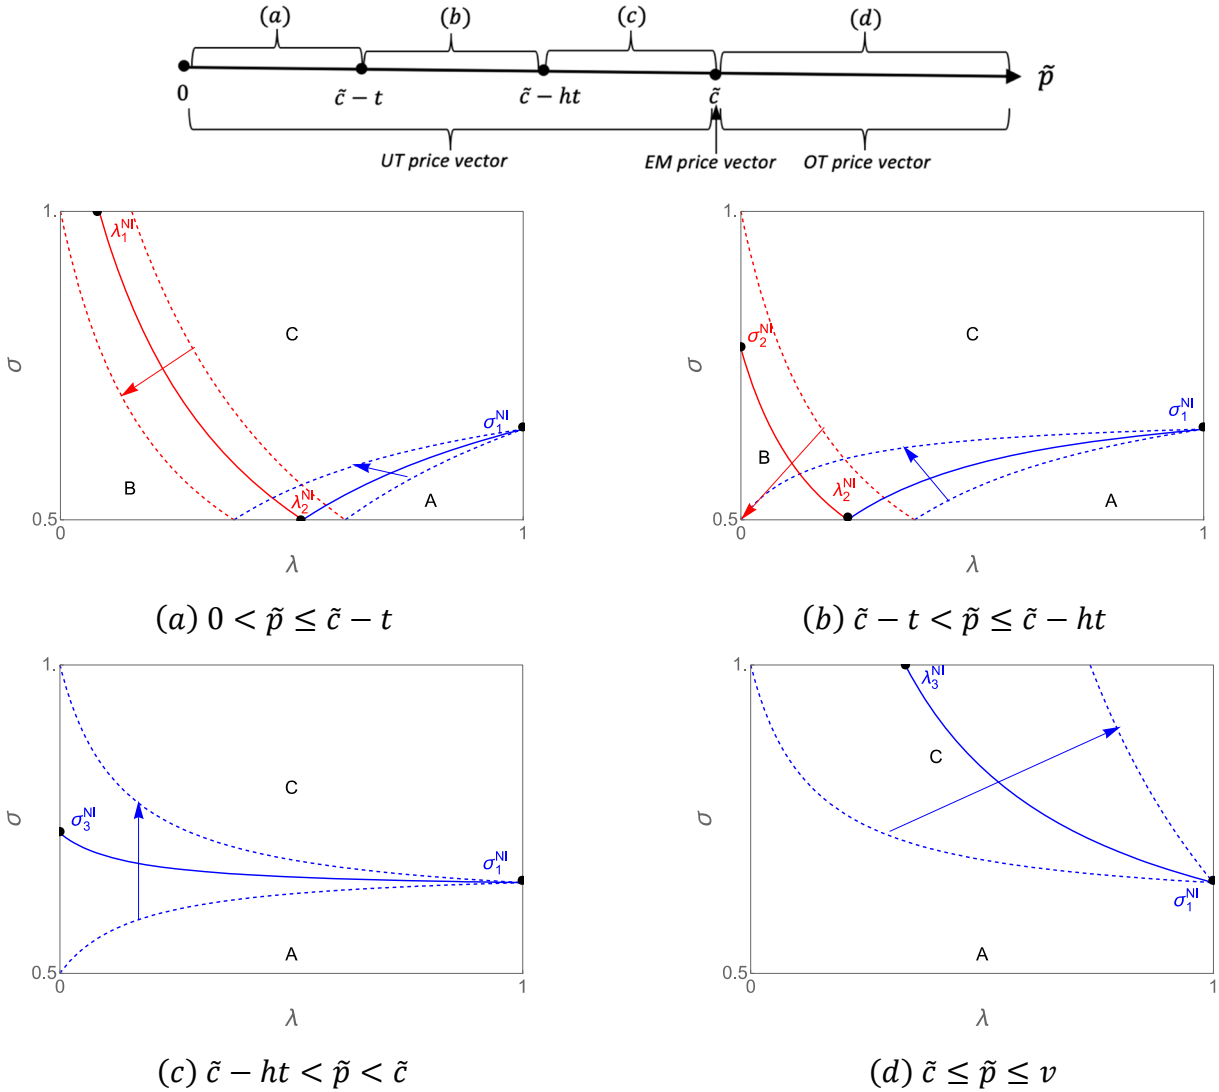 (a) (b) (c) (d)
0 c̃ − t c̃ − ht c̃ p̃
UT price vector EM price vector OT price vector
1.
λ₁ᴺᴵ
C
σ
σ₁ᴺᴵ
B
λ₂ᴺᴵ
A
0.5
0 1
λ
(a) 0 < p̃ ≤ c̃ − t
1.
σ₂ᴺᴵ
C
σ
σ₁ᴺᴵ
B
λ₂ᴺᴵ
A
0.5
0 1
λ
(b) c̃ − t < p̃ ≤ c̃ − ht
1.
C
σ
σ₃ᴺᴵ
σ₁ᴺᴵ
A
0.5
0 1
λ
(c) c̃ − ht < p̃ < c̃
1.
λ₃ᴺᴵ
C
σ
σ₁ᴺᴵ
A
0.5
0 1
λ
(d) c̃ ≤ p̃ ≤ v